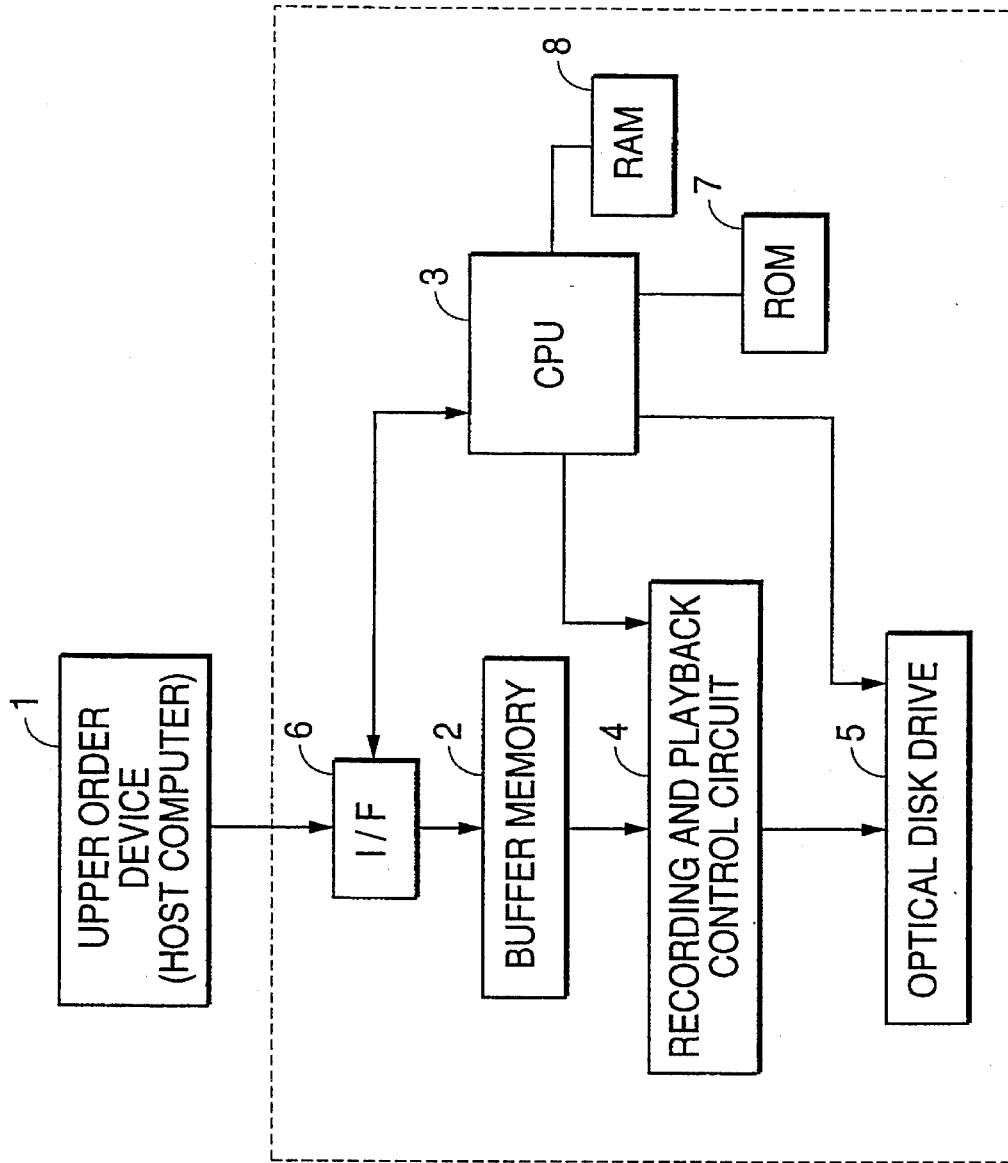 1
UPPER ORDER
DEVICE
(HOST COMPUTER)
6
I/F
2
BUFFER MEMORY
4
RECORDING AND PLAYBACK
CONTROL CIRCUIT
5
OPTICAL DISK DRIVE
3
CPU
8
RAM
7
ROM